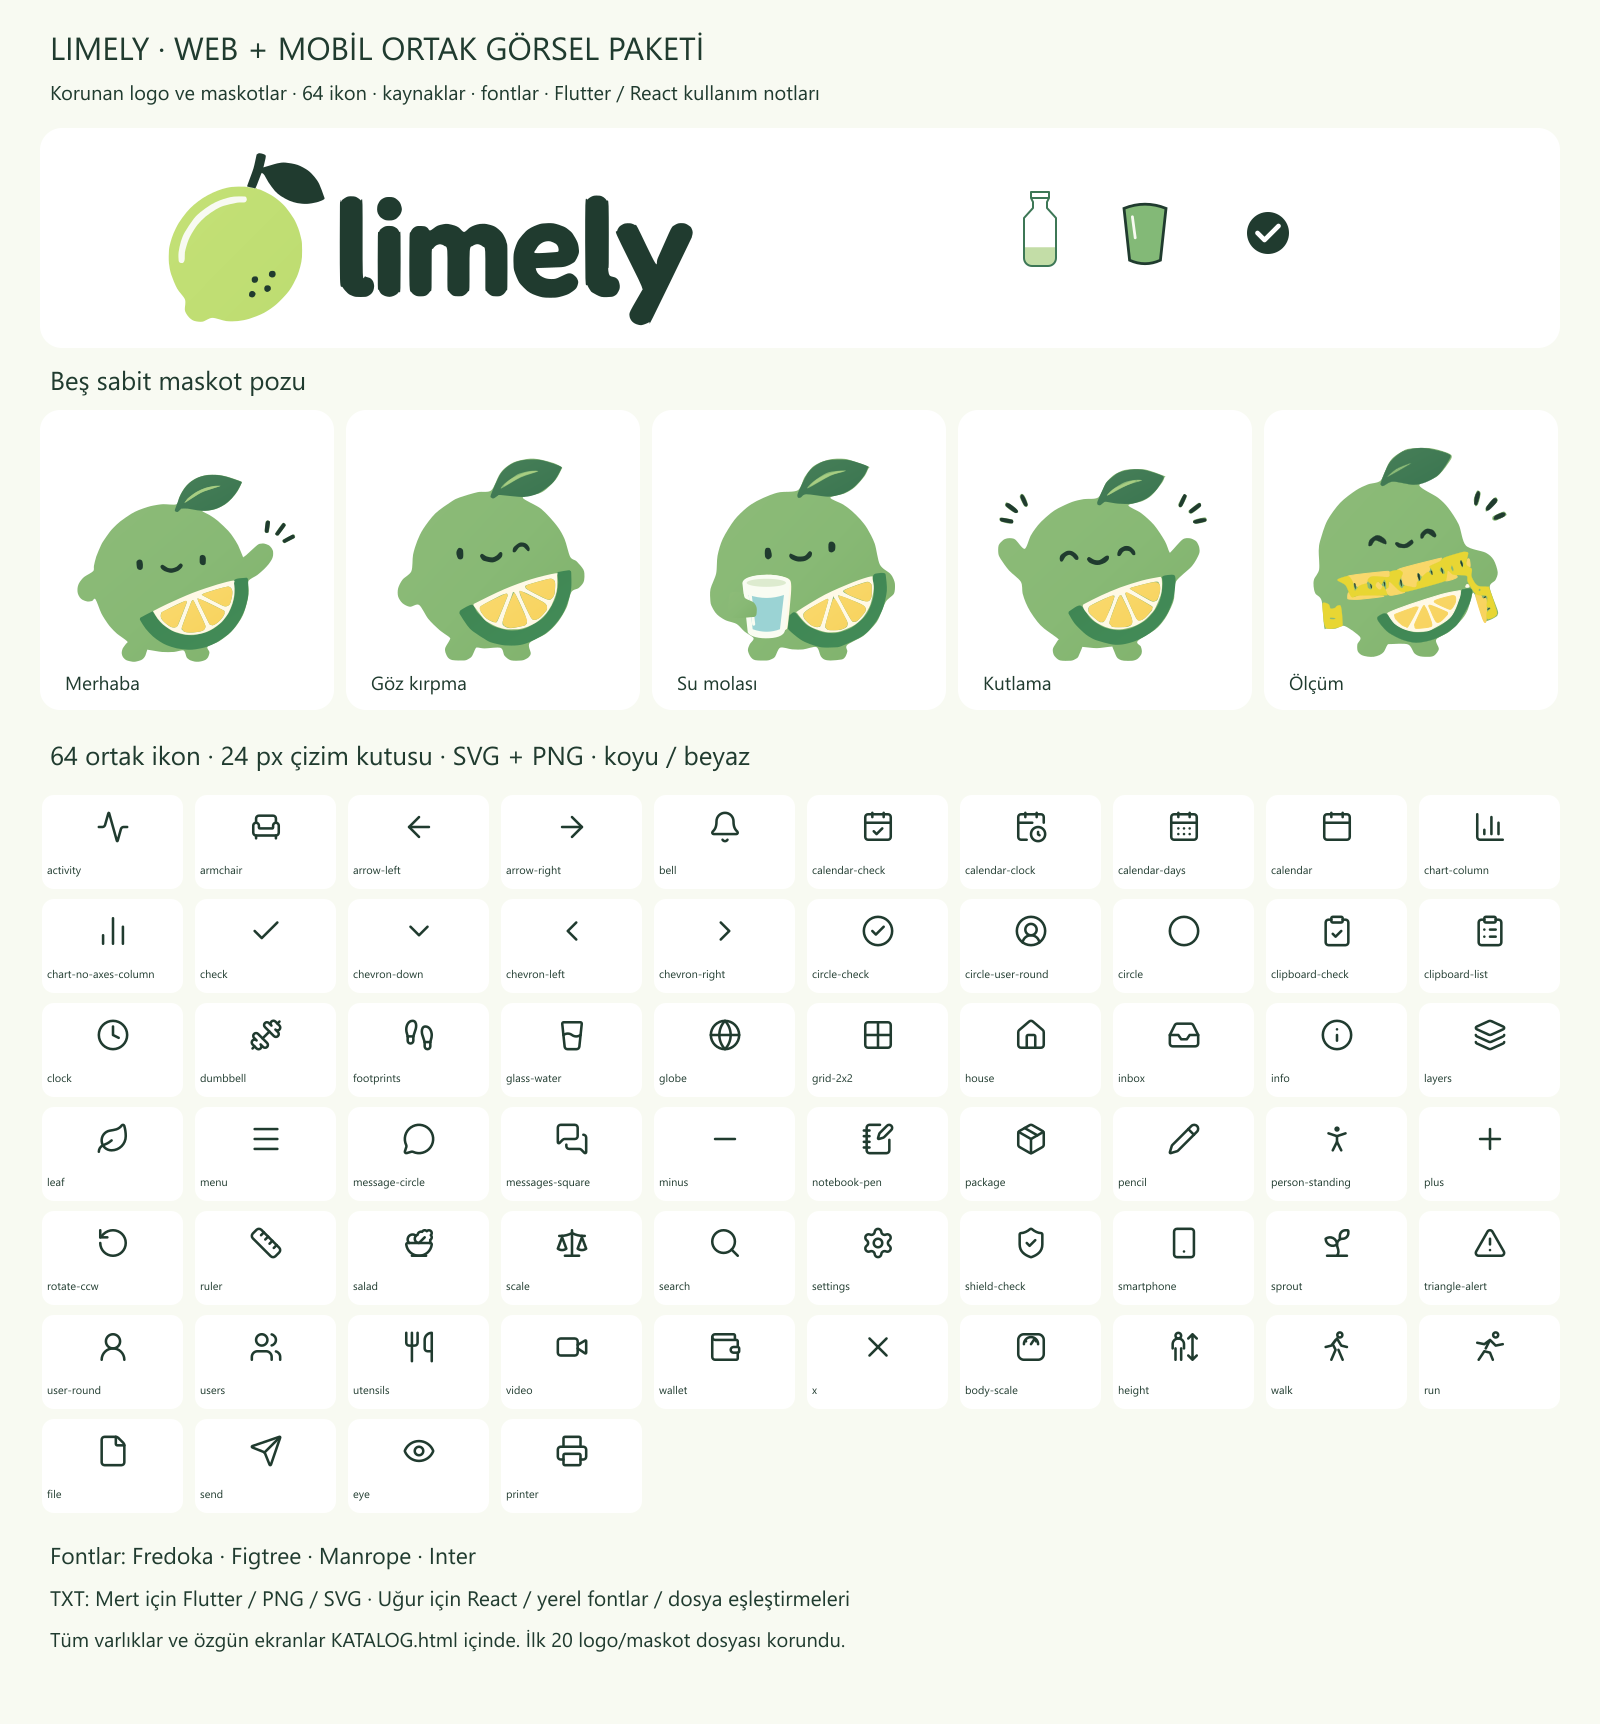 LIMELY · WEB + MOBİL ORTAK GÖRSEL PAKETİ
Korunan logo ve maskotlar · 64 ikon · kaynaklar · fontlar · Flutter / React kullanım notları
limely
Beş sabit maskot pozu
Merhaba
Göz kırpma
Su molası
Kutlama
Ölçüm
64 ortak ikon · 24 px çizim kutusu · SVG + PNG · koyu / beyaz
activity
armchair
arrow-left
arrow-right
bell
calendar-check
calendar-clock
calendar-days
calendar
chart-column
chart-no-axes-column
check
chevron-down
chevron-left
chevron-right
circle-check
circle-user-round
circle
clipboard-check
clipboard-list
clock
dumbbell
footprints
glass-water
globe
grid-2x2
house
inbox
info
layers
leaf
menu
message-circle
messages-square
minus
notebook-pen
package
pencil
person-standing
plus
rotate-ccw
ruler
salad
scale
search
settings
shield-check
smartphone
sprout
triangle-alert
user-round
users
utensils
video
wallet
x
body-scale
height
walk
run
file
send
eye
printer
Fontlar: Fredoka · Figtree · Manrope · Inter
TXT: Mert için Flutter / PNG / SVG · Uğur için React / yerel fontlar / dosya eşleştirmeleri
Tüm varlıklar ve özgün ekranlar KATALOG.html içinde. İlk 20 logo/maskot dosyası korundu.